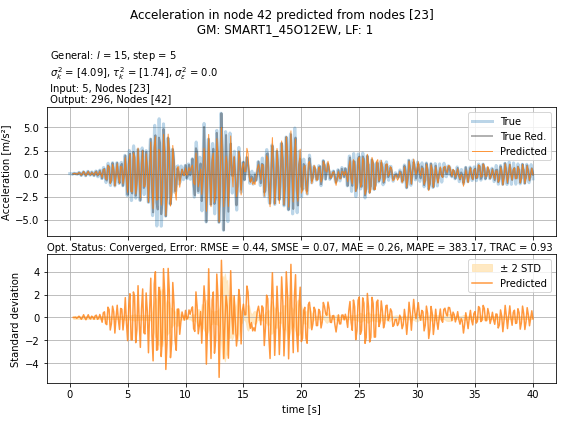 Acceleration in node 42 predicted from nodes [23]
GM: SMART1_45O12EW, LF: 1
General: l = 15, step = 5
σ²ₖ = [4.09], τ²ₖ = [1.74], σ²ε = 0.0
Input: 5, Nodes [23]
Output: 296, Nodes [42]
Acceleration [m/s²]
5.0
2.5
0.0
−2.5
−5.0
True
True Red.
Predicted
Opt. Status: Converged, Error: RMSE = 0.44, SMSE = 0.07, MAE = 0.26, MAPE = 383.17, TRAC = 0.93
Standard deviation
4
2
0
−2
−4
± 2 STD
Predicted
0 5 10 15 20 25 30 35 40
time [s]